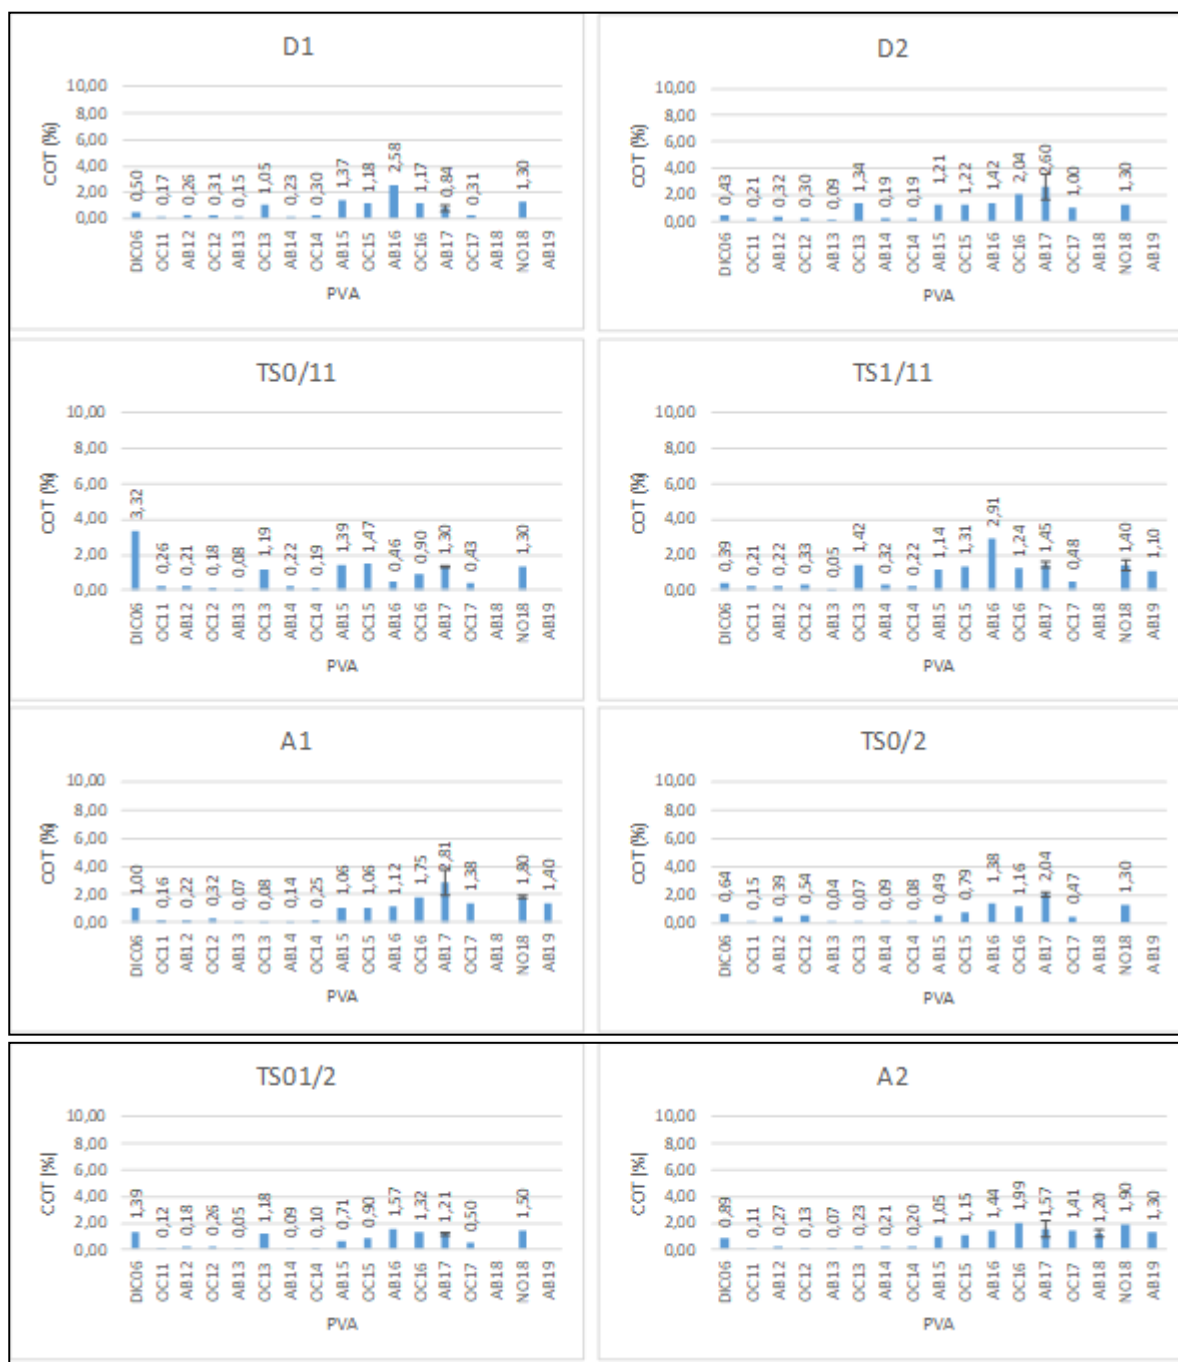 D1
COT (%)
10,00
8,00
6,00
4,00
2,00
0,00
0,50 0,17 0,26 0,31 0,15 1,05 0,23 0,30 1,37 1,18 2,58 1,17 0,84 0,31 1,30
DIC06 OC11 AB12 OC12 AB13 OC13 AB14 OC14 AB15 OC15 AB16 OC16 AB17 OC17 AB18 NO18 AB19
PVA
D2
COT (%)
10,00
8,00
6,00
4,00
2,00
0,00
0,43 0,21 0,32 0,30 0,09 1,34 0,19 0,19 1,21 1,22 1,42 2,04 2,60 1,00 1,30
DIC06 OC11 AB12 OC12 AB13 OC13 AB14 OC14 AB15 OC15 AB16 OC16 AB17 OC17 AB18 NO18 AB19
PVA
TS0/11
COT (%)
10,00
8,00
6,00
4,00
2,00
0,00
3,32 0,26 0,21 0,18 0,08 1,19 0,22 0,19 1,39 1,47 0,46 0,90 1,30 0,43 1,30
DIC06 OC11 AB12 OC12 AB13 OC13 AB14 OC14 AB15 OC15 AB16 OC16 AB17 OC17 AB18 NO18 AB19
PVA
TS1/11
COT (%)
10,00
8,00
6,00
4,00
2,00
0,00
0,39 0,21 0,22 0,33 0,05 1,42 0,32 0,22 1,14 1,31 2,91 1,24 1,45 0,48 1,40 1,10
DIC06 OC11 AB12 OC12 AB13 OC13 AB14 OC14 AB15 OC15 AB16 OC16 AB17 OC17 AB18 NO18 AB19
PVA
A1
COT (%)
10,00
8,00
6,00
4,00
2,00
0,00
1,00 0,16 0,22 0,32 0,07 0,08 0,14 0,25 1,06 1,06 1,12 1,75 2,81 1,38 1,80 1,40
DIC06 OC11 AB12 OC12 AB13 OC13 AB14 OC14 AB15 OC15 AB16 OC16 AB17 OC17 AB18 NO18 AB19
PVA
TS0/2
COT (%)
10,00
8,00
6,00
4,00
2,00
0,00
0,64 0,15 0,39 0,54 0,04 0,07 0,09 0,08 0,49 0,79 1,38 1,16 2,04 0,47 1,30
DIC06 OC11 AB12 OC12 AB13 OC13 AB14 OC14 AB15 OC15 AB16 OC16 AB17 OC17 AB18 NO18 AB19
PVA
TS01/2
COT (%)
10,00
8,00
6,00
4,00
2,00
0,00
1,39 0,12 0,18 0,26 0,05 1,18 0,09 0,10 0,71 0,90 1,57 1,32 1,21 0,50 1,50
DIC06 OC11 AB12 OC12 AB13 OC13 AB14 OC14 AB15 OC15 AB16 OC16 AB17 OC17 AB18 NO18 AB19
PVA
A2
COT (%)
10,00
8,00
6,00
4,00
2,00
0,00
0,89 0,11 0,27 0,13 0,07 0,23 0,21 0,20 1,05 1,15 1,44 1,99 1,57 1,41 1,20 1,90 1,30
DIC06 OC11 AB12 OC12 AB13 OC13 AB14 OC14 AB15 OC15 AB16 OC16 AB17 OC17 AB18 NO18 AB19
PVA